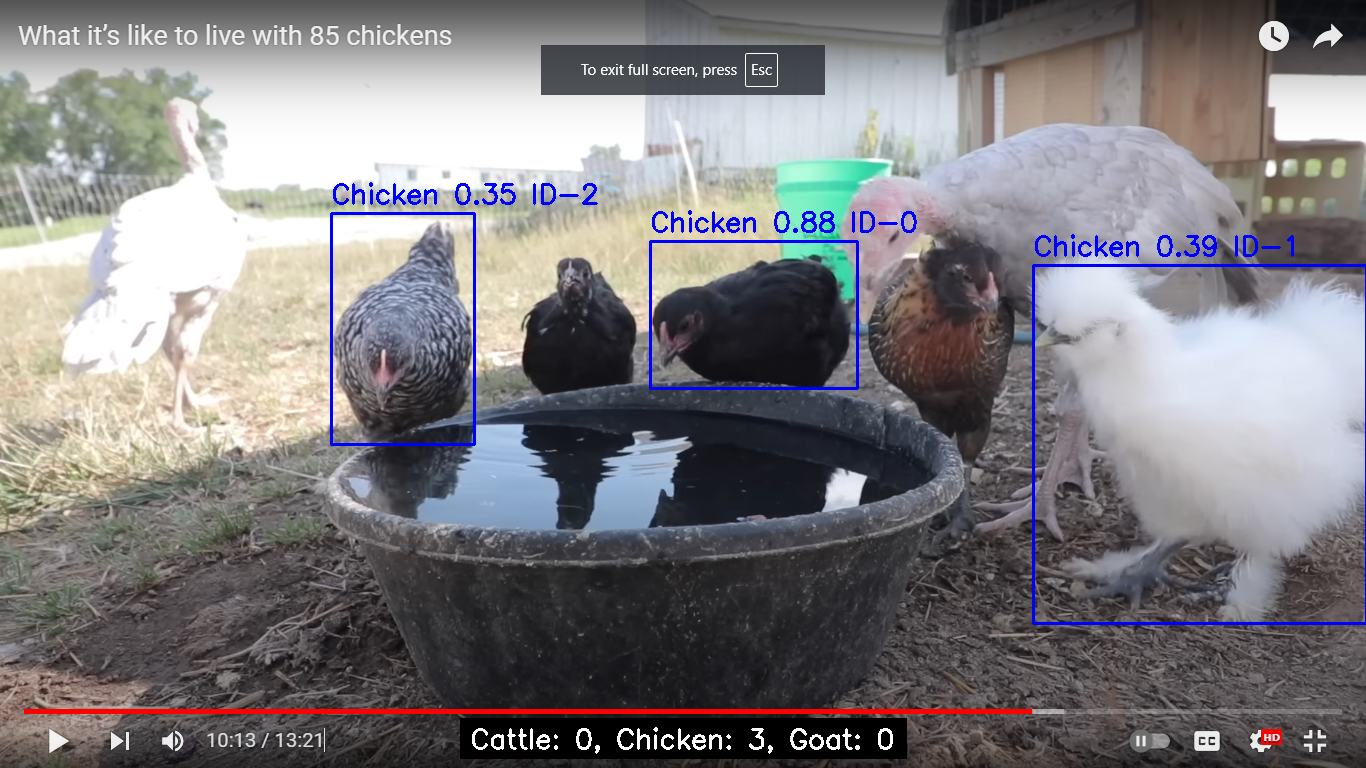 What it’s like to live with 85 chickens
To exit full screen, press Esc
Chicken 0.35 ID-2
Chicken 0.88 ID-0
Chicken 0.39 ID-1
10:13 / 13:21
Cattle: 0, Chicken: 3, Goat: 0
CC
HD